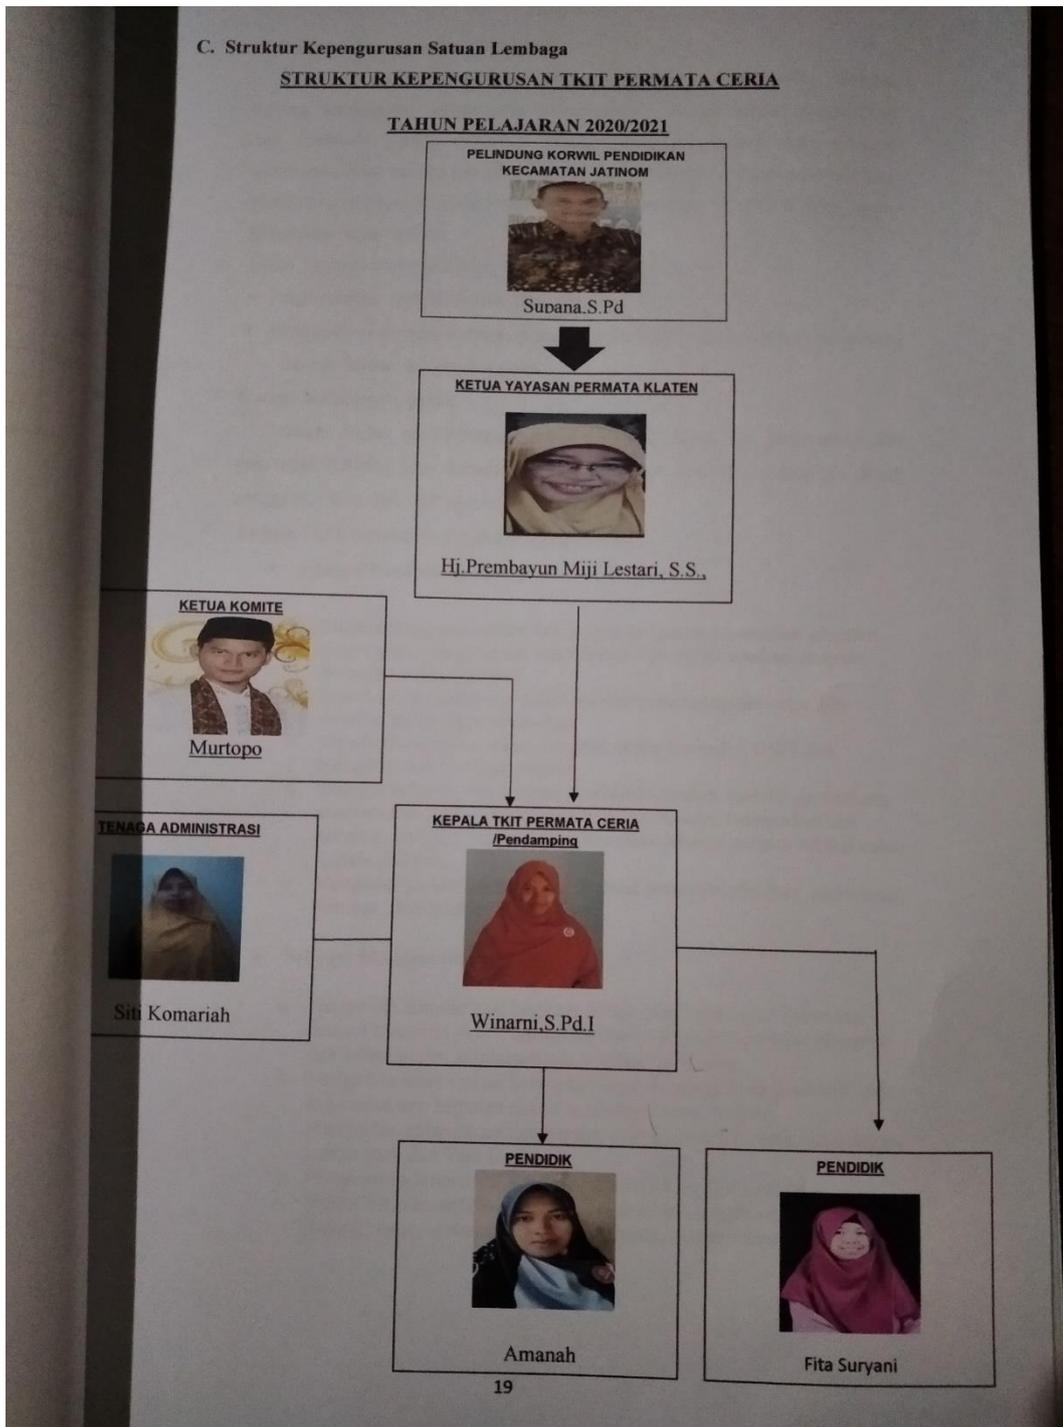 C. Struktur Kepengurusan Satuan Lembaga
STRUKTUR KEPENGURUSAN TKIT PERMATA CERIA
TAHUN PELAJARAN 2020/2021
PELINDUNG KORWIL PENDIDIKAN
KECAMATAN JATINOM
Supana,S.Pd
KETUA YAYASAN PERMATA KLATEN
Hj.Prembayun Miji Lestari, S.S.,
KETUA KOMITE
Murtopo
TENAGA ADMINISTRASI
Siti Komariah
KEPALA TKIT PERMATA CERIA
/Pendamping
Winarni,S.Pd.I
PENDIDIK
Amanah
PENDIDIK
Fita Suryani
19